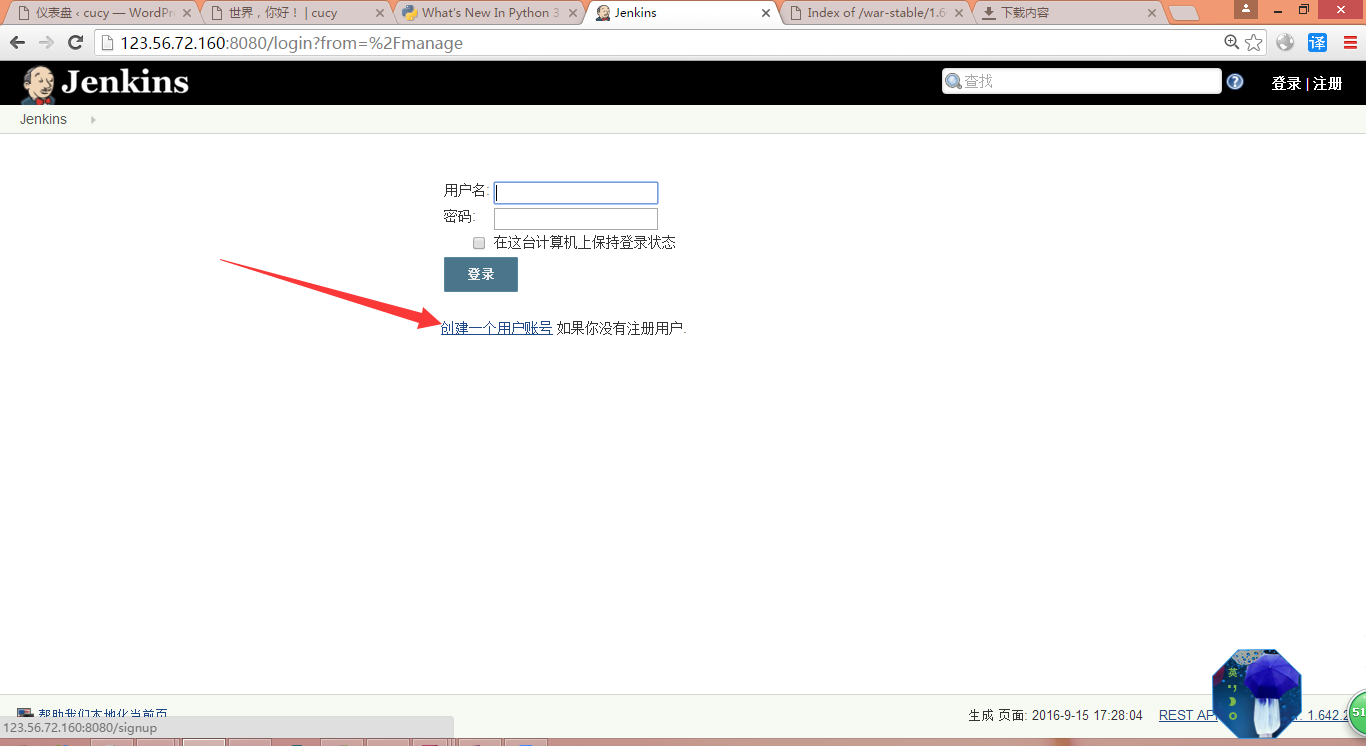 仪表盘 ‹ cucy — WordPr
世界，你好！ | cucy
What's New In Python 3
Jenkins
Index of /war-stable/1.6
下载内容
123.56.72.160:8080/login?from=%2Fmanage
译
Jenkins
查找
登录 | 注册
Jenkins
用户名:
密码:
在这台计算机上保持登录状态
登录
创建一个用户账号 如果你没有注册用户.
英
帮助我们本地化当前页
生成 页面: 2016-9-15 17:28:04
REST AP
1.642.2
51
123.56.72.160:8080/signup